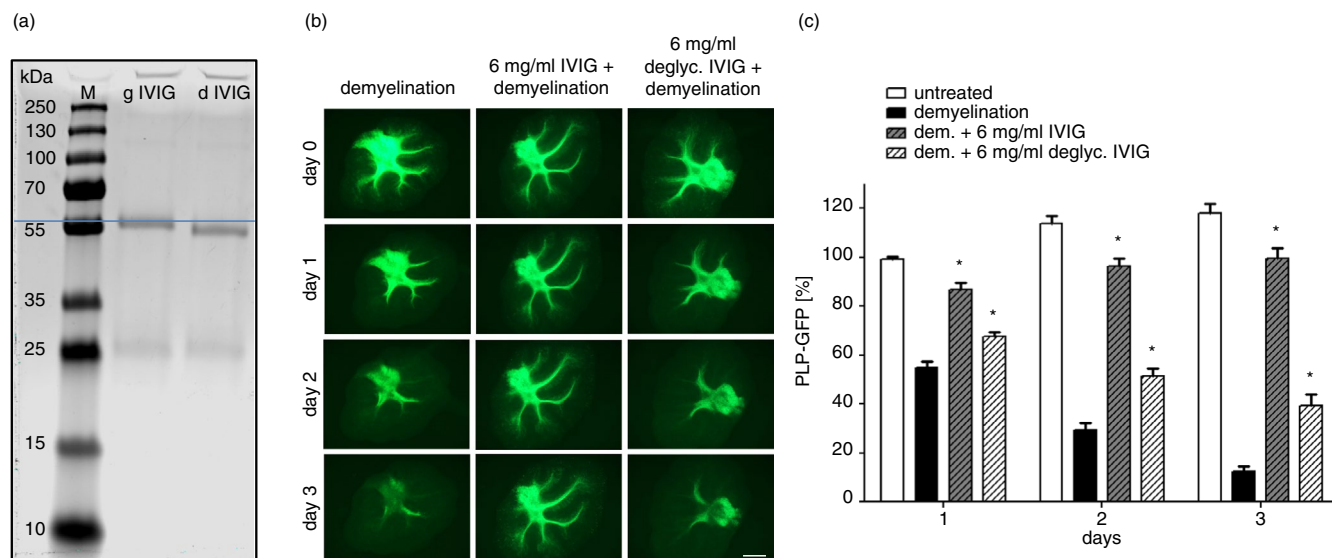 (a)
kDa
M
g IVIG
d IVIG
250
130
100
70
55
35
25
15
10
(b)
demyelination
6 mg/ml IVIG +
demyelination
6 mg/ml
deglyc. IVIG +
demyelination
day 0
day 1
day 2
day 3
(c)
untreated
demyelination
dem. + 6 mg/ml IVIG
dem. + 6 mg/ml deglyc. IVIG
PLP-GFP [%]
120
100
80
60
40
20
0
* * * * * *
1 2 3
days